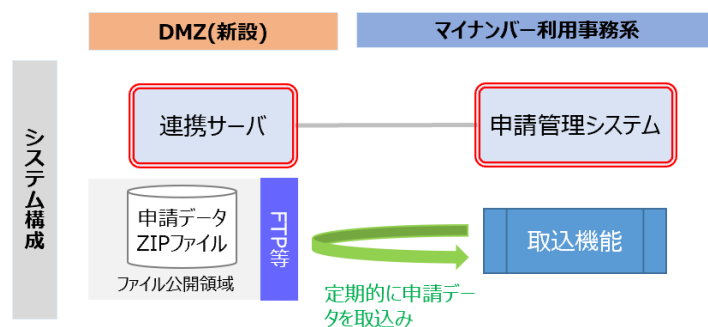 DMZ(新設)
マイナンバー利用事務系
システム構成
連携サーバ
申請管理システム
申請データ
ZIPファイル
FTP等
ファイル公開領域
取込機能
定期的に申請デー
タを取込み